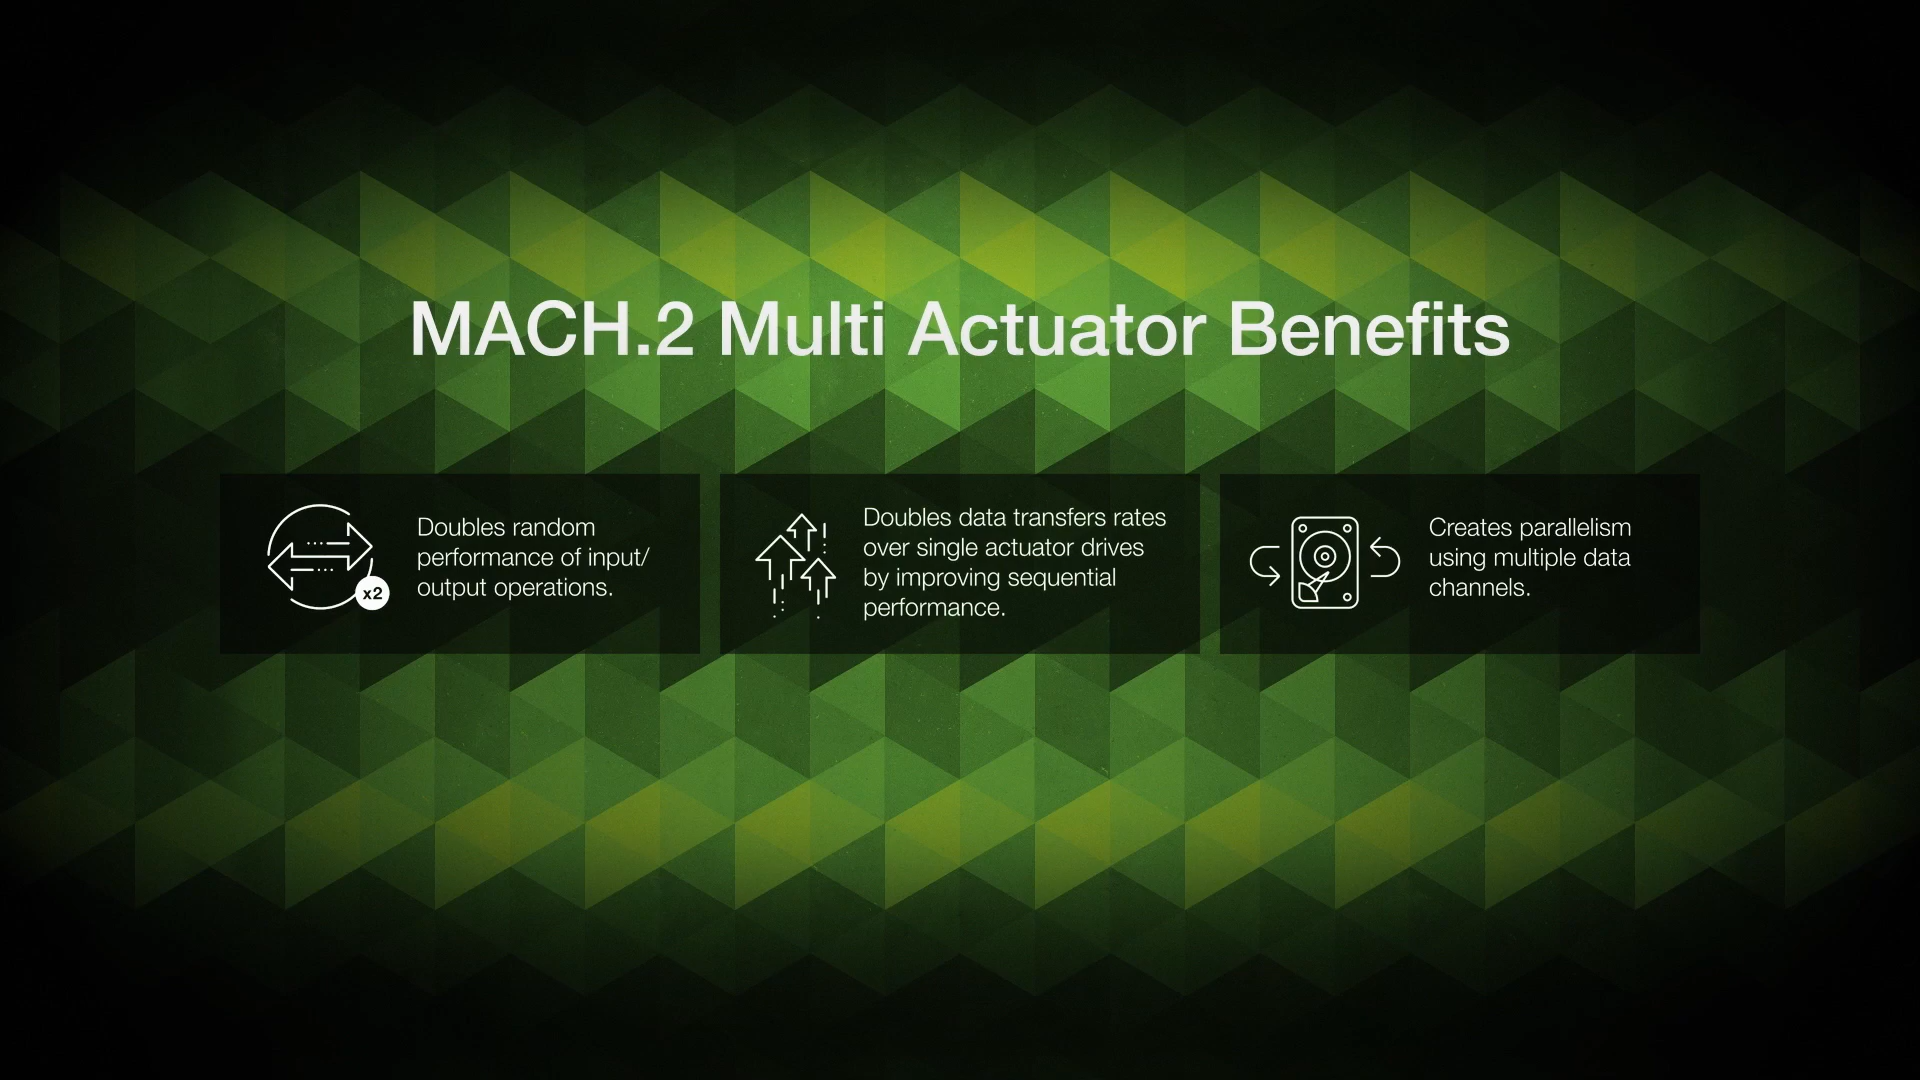 MACH.2 Multi Actuator Benefits
Doubles random
performance of input/
output operations.
x2
Doubles data transfers rates
over single actuator drives
by improving sequential
performance.
Creates parallelism
using multiple data
channels.